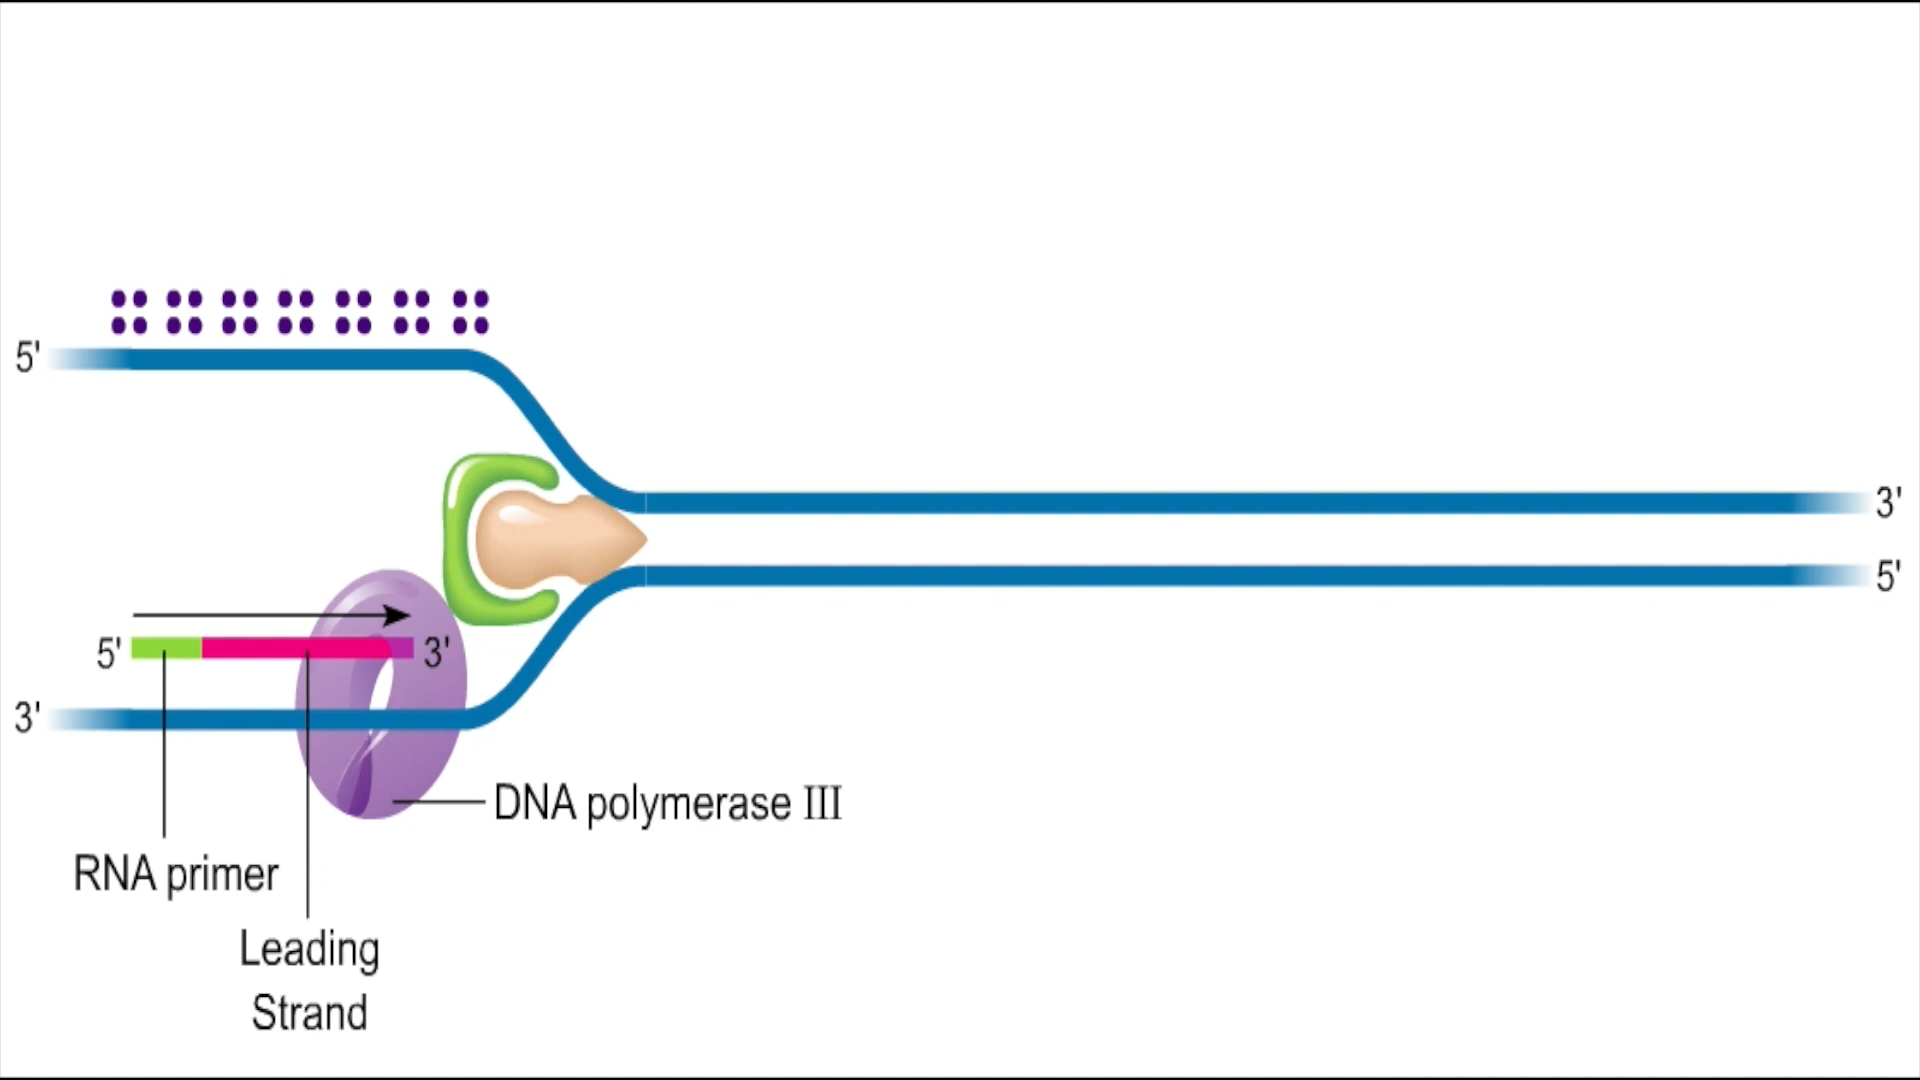 5'
3'
5'
5'
3'
3'
DNA polymerase III
RNA primer
Leading
Strand